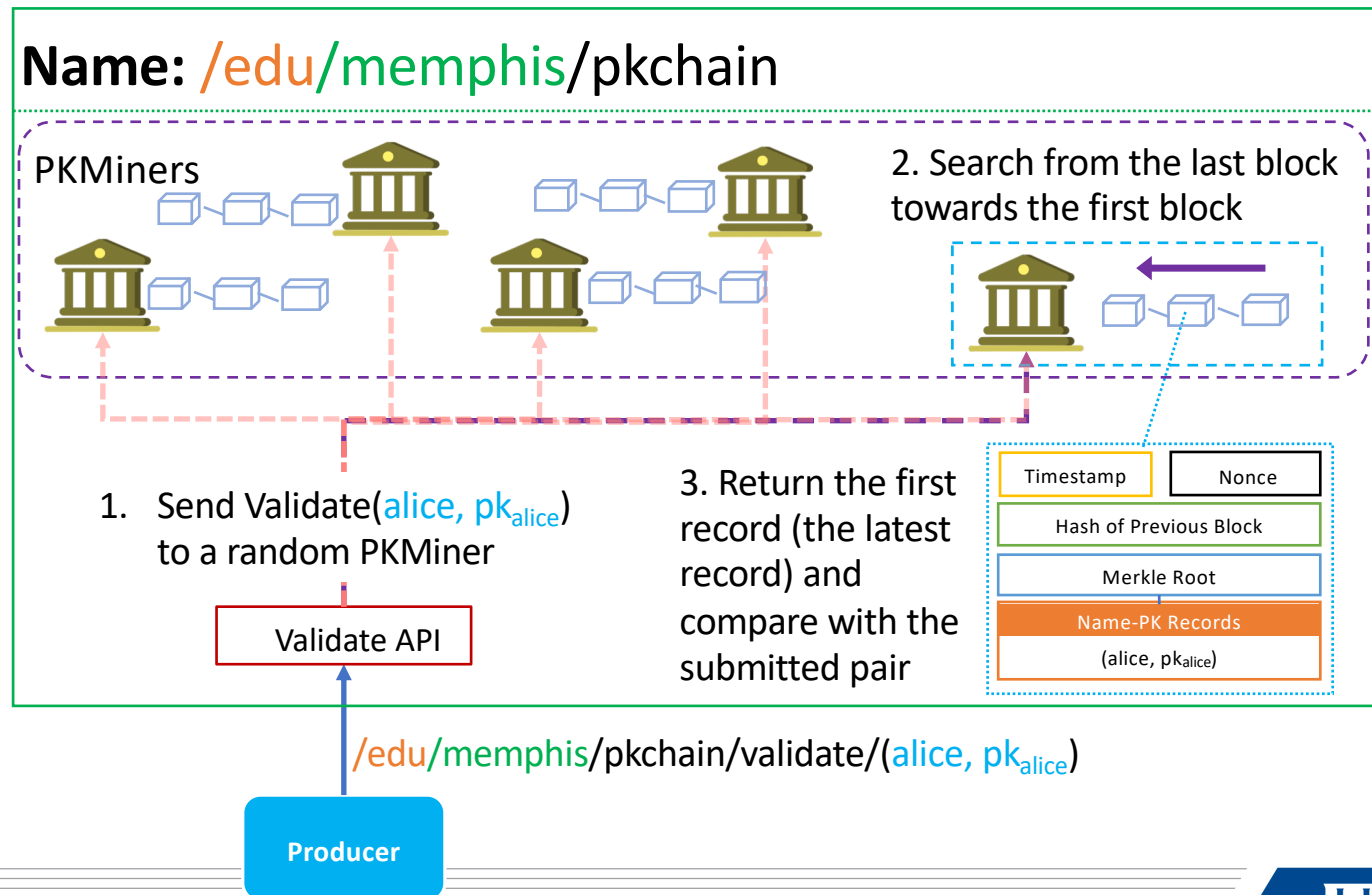 Name: /edu/memphis/pkchain
PKMiners
2. Search from the last block
towards the first block
1. Send Validate(alice, pkalice)
to a random PKMiner
3. Return the first
record (the latest
record) and
compare with the
submitted pair
Timestamp
Nonce
Hash of Previous Block
Merkle Root
Name-PK Records
(alice, pkalice)
Validate API
/edu/memphis/pkchain/validate/(alice, pkalice)
Producer